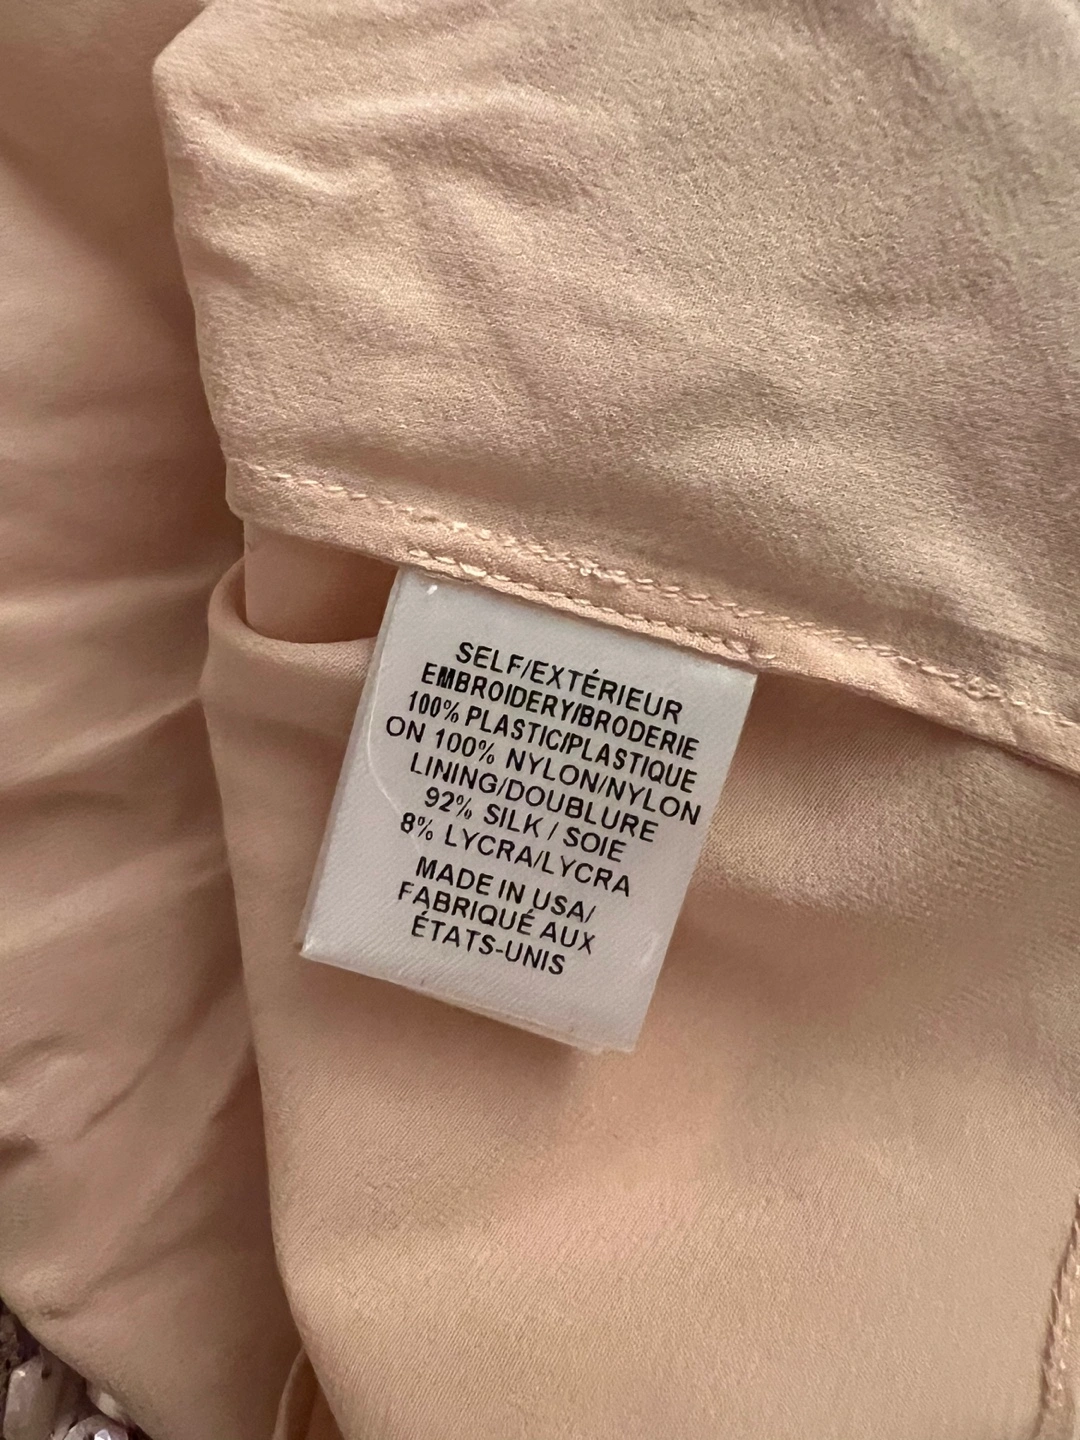 SELF/EXTÉRIEUR
EMBROIDERY/BRODERIE
100% PLASTIC/PLASTIQUE
ON 100% NYLON/NYLON
LINING/DOUBLURE
92% SILK / SOIE
8% LYCRA/LYCRA
MADE IN USA/
FABRIQUÉ AUX
ÉTATS-UNIS